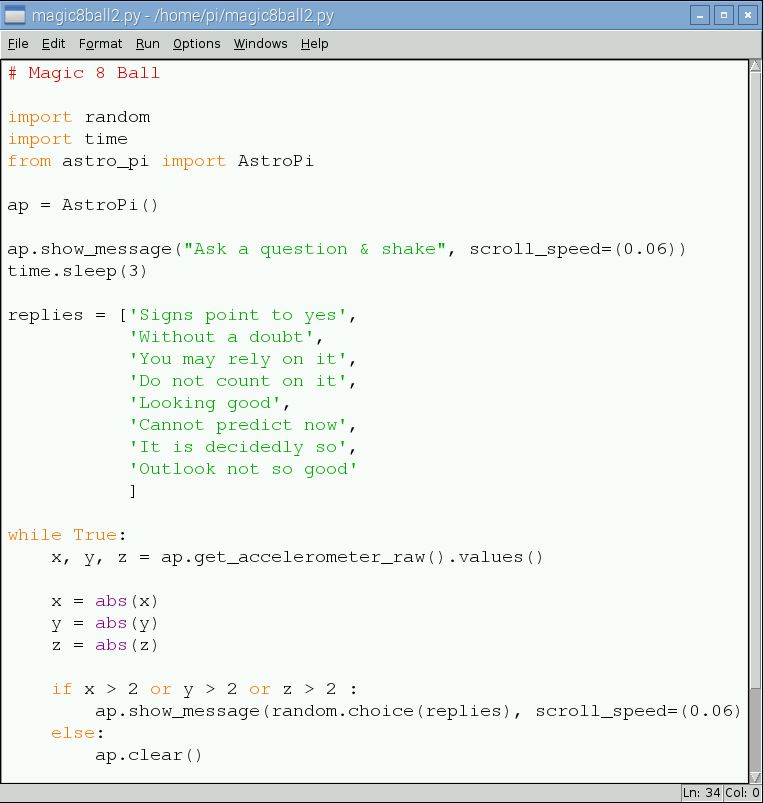 magic8ball2.py - /home/pi/magic8ball2.py
File Edit Format Run Options Windows Help
# Magic 8 Ball

import random
import time
from astro_pi import AstroPi

ap = AstroPi()

ap.show_message("Ask a question & shake", scroll_speed=(0.06))
time.sleep(3)

replies = ['Signs point to yes',
           'Without a doubt',
           'You may rely on it',
           'Do not count on it',
           'Looking good',
           'Cannot predict now',
           'It is decidedly so',
           'Outlook not so good'
           ]

while True:
    x, y, z = ap.get_accelerometer_raw().values()

    x = abs(x)
    y = abs(y)
    z = abs(z)

    if x > 2 or y > 2 or z > 2 :
        ap.show_message(random.choice(replies), scroll_speed=(0.06)
    else:
        ap.clear()
Ln: 34 Col: 0